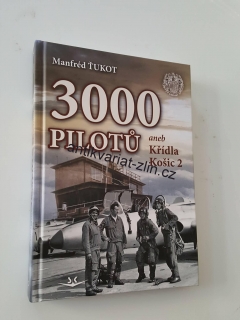 Manfréd ŤUKOT
3000
PILOTŮ
aneb
Křídla
Košic 2
antikvariat-zlin.cz